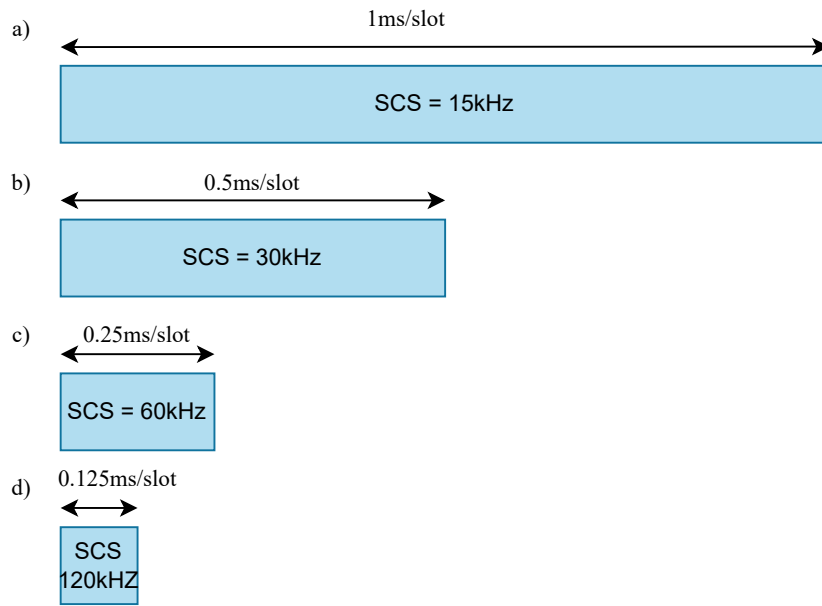 a)
1ms/slot
SCS = 15kHz
b)
0.5ms/slot
SCS = 30kHz
c)
0.25ms/slot
SCS = 60kHz
d)
0.125ms/slot
SCS
120kHZ